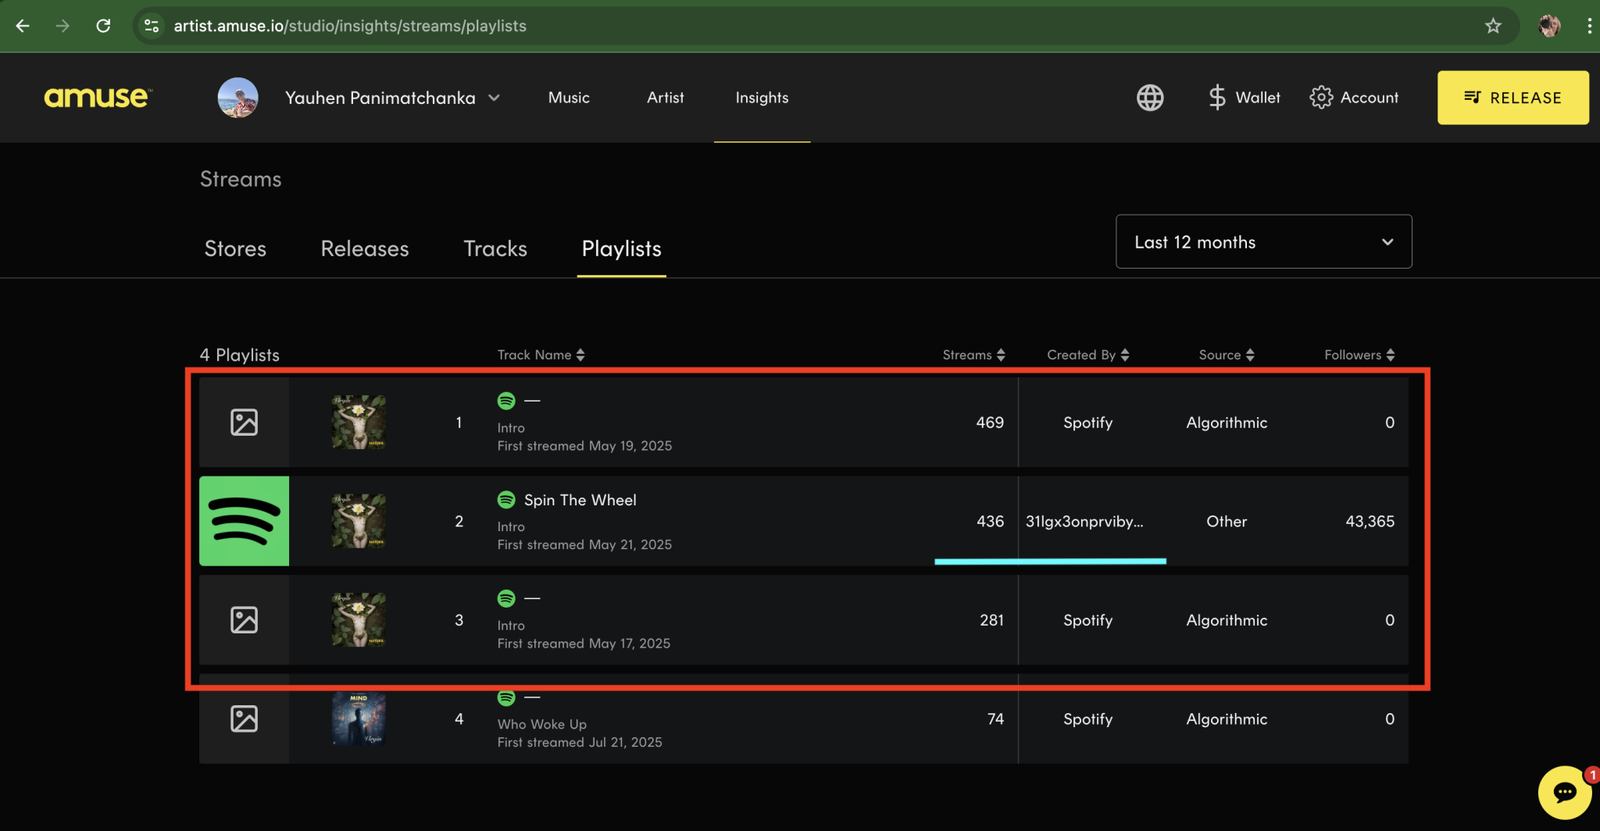 artist.amuse.io/studio/insights/streams/playlists
amuse
Yauhen Panimatchanka
Music
Artist
Insights
Wallet
Account
RELEASE
Streams
Stores
Releases
Tracks
Playlists
Last 12 months
4 Playlists
Track Name
Streams
Created By
Source
Followers
1
—
Intro
First streamed May 19, 2025
469
Spotify
Algorithmic
0
2
Spin The Wheel
Intro
First streamed May 21, 2025
436
31lgx3onprviby...
Other
43,365
3
—
Intro
First streamed May 17, 2025
281
Spotify
Algorithmic
0
MIND
4
—
Who Woke Up
First streamed Jul 21, 2025
74
Spotify
Algorithmic
0
1